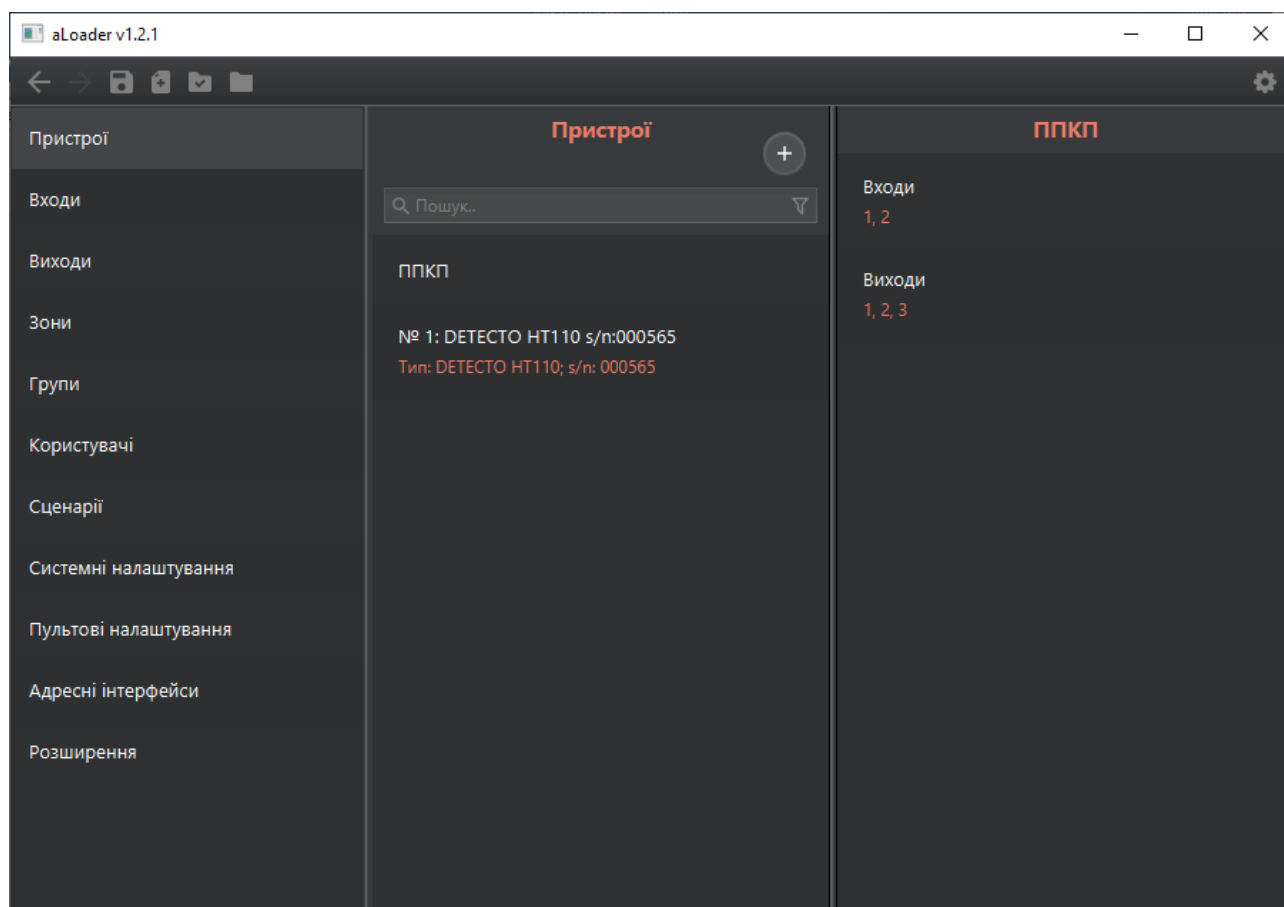 aLoader v1.2.1
Пристрої
Входи
Виходи
Зони
Групи
Користувачі
Сценарії
Системні налаштування
Пультові налаштування
Адресні інтерфейси
Розширення
Пристрої
Пошук..
ППКП
№ 1: DETECTO HT110 s/n:000565
Тип: DETECTO HT110; s/n: 000565
ППКП
Входи
1, 2
Виходи
1, 2, 3